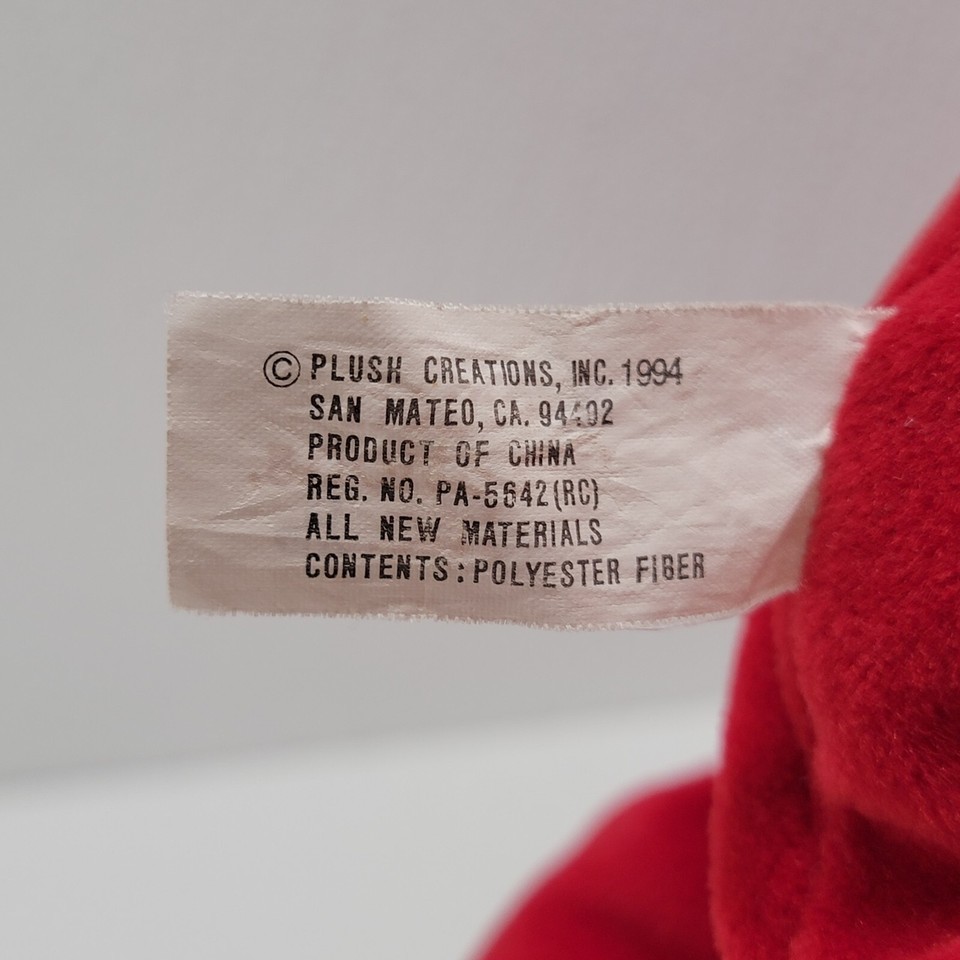 © PLUSH CREATIONS, INC. 1994
SAN MATEO, CA. 94402
PRODUCT OF CHINA
REG. NO. PA-5642(RC)
ALL NEW MATERIALS
CONTENTS: POLYESTER FIBER